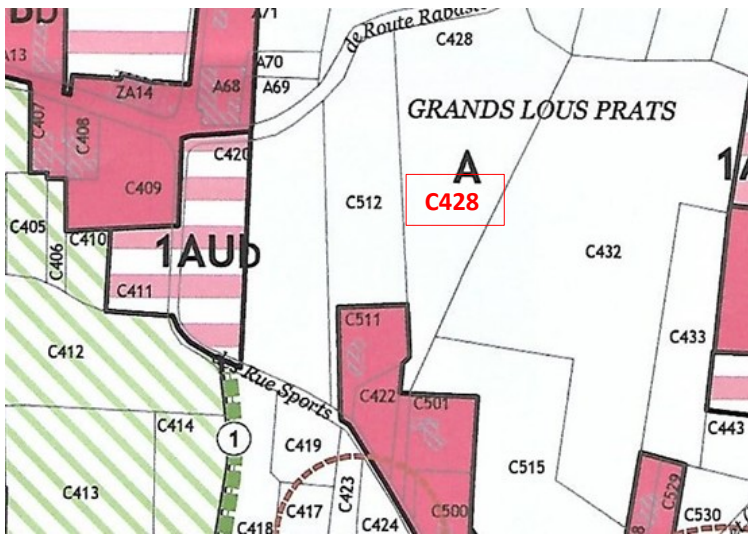 A71
de Route Rabast
C428
A13
A70
A69
ZA14
A68
C407
C408
GRANDS LOUS PRATS
C420
A
C409
C428
C512
C405
C406
C410
1AUb
C432
C411
C511
C433
C412
Rue Sports
C422
C501
C414
1
C419
C443
C413
C515
C423
C529
C417
C418
C424
C500
C530